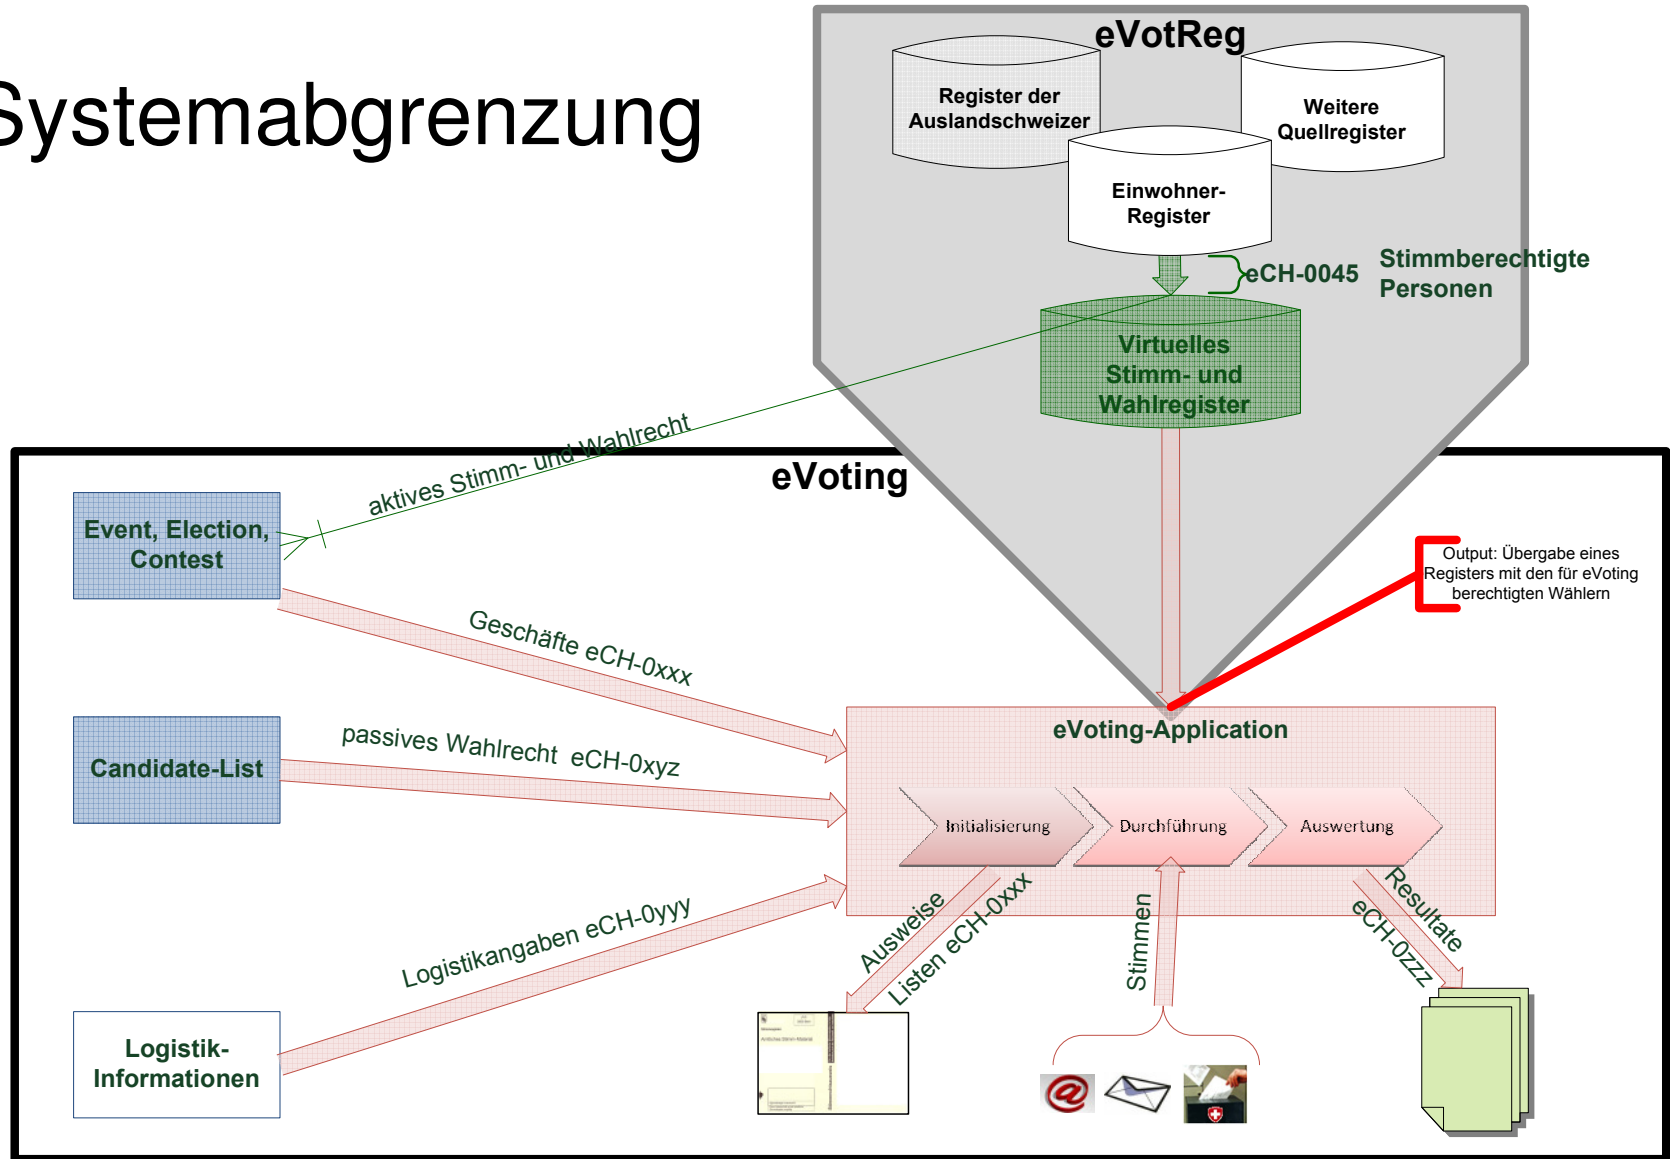 Systemabgrenzung
eVotReg
Register der
Auslandschweizer
Weitere
Quellregister
Einwohner-
Register
eCH-0045
Stimmberechtigte
Personen
Virtuelles
Stimm- und
Wahlregister
aktives Stimm- und Wahlrecht
eVoting
Event, Election,
Contest
Output: Übergabe eines
Registers mit den für eVoting
berechtigten Wählern
Geschäfte eCH-0xxx
passives Wahlrecht eCH-0xyz
Candidate-List
eVoting-Application
Initialisierung
Durchführung
Auswertung
Logistikangaben eCH-0yyy
Ausweise
Listen eCH-0xxx
Stimmen
Resultate
eCH-0zzz
Logistik-
Informationen
@